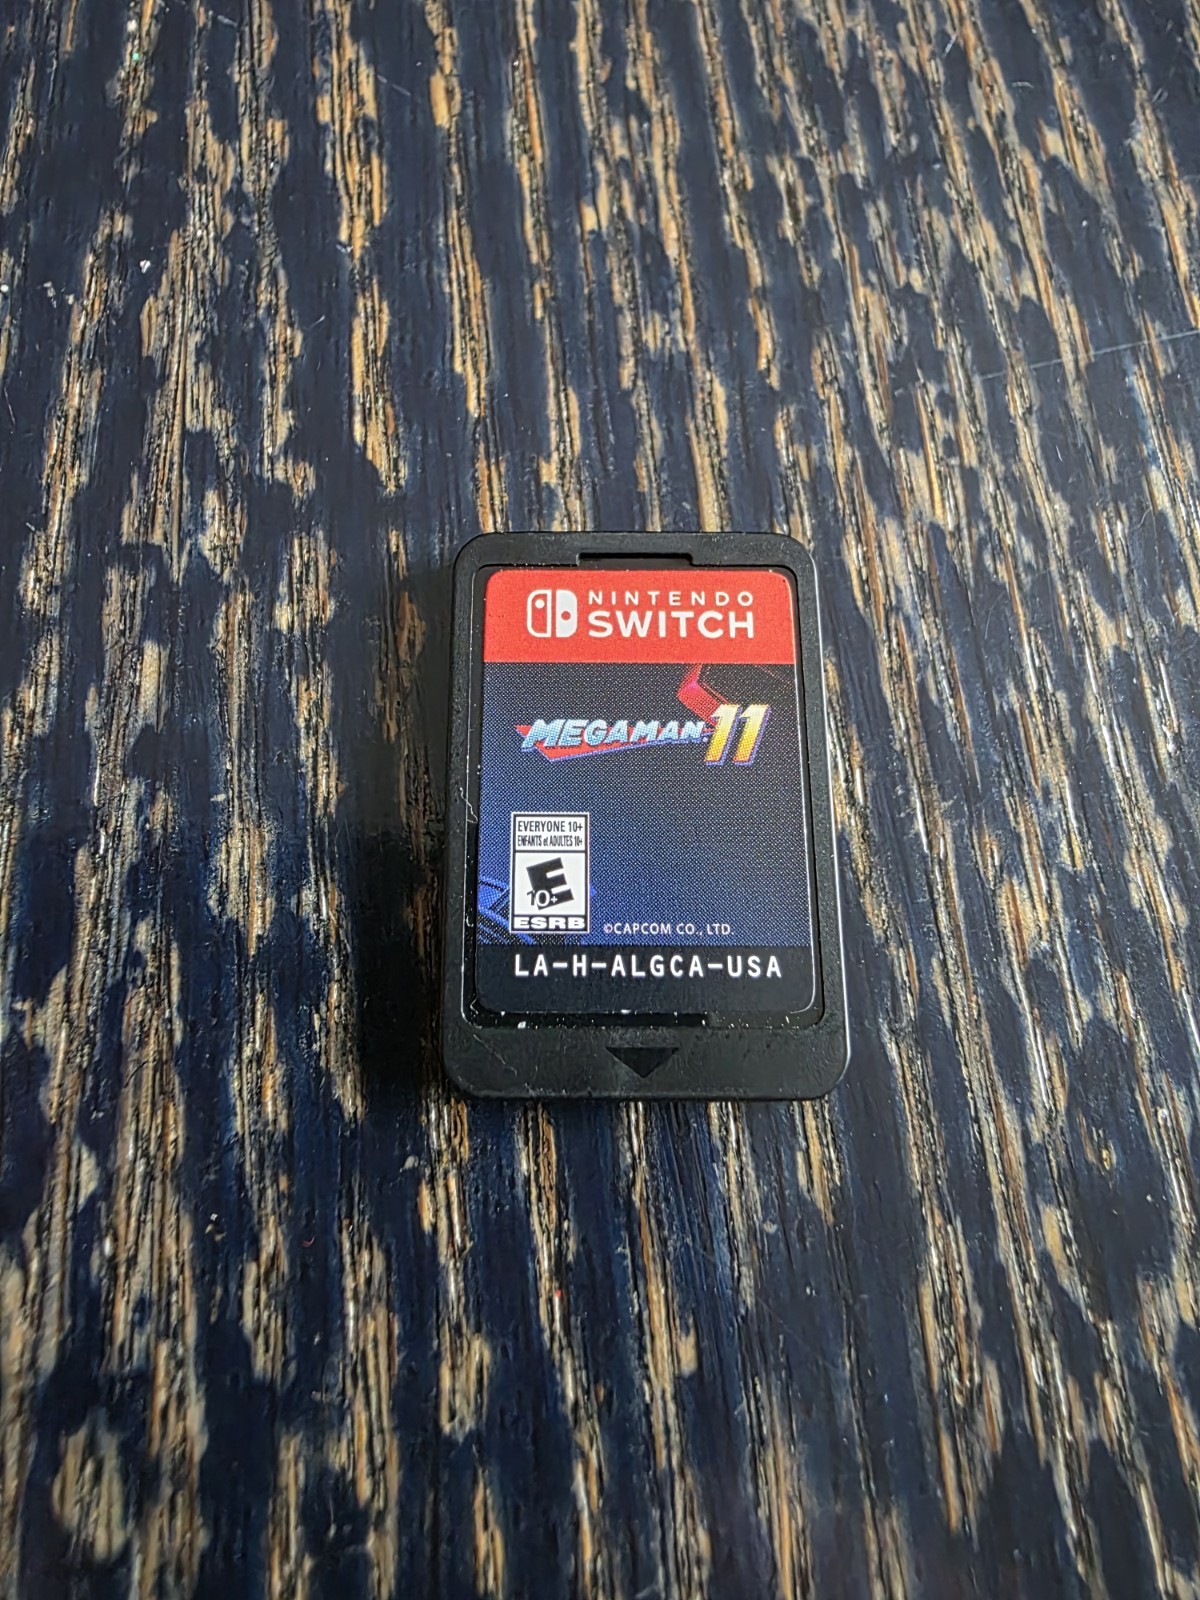 NINTENDO
SWITCH
MEGAMAN 11
EVERYONE 10+
ENFANTS et ADULTES 10+
E
10+
ESRB
©CAPCOM CO., LTD.
LA-H-ALGCA-USA